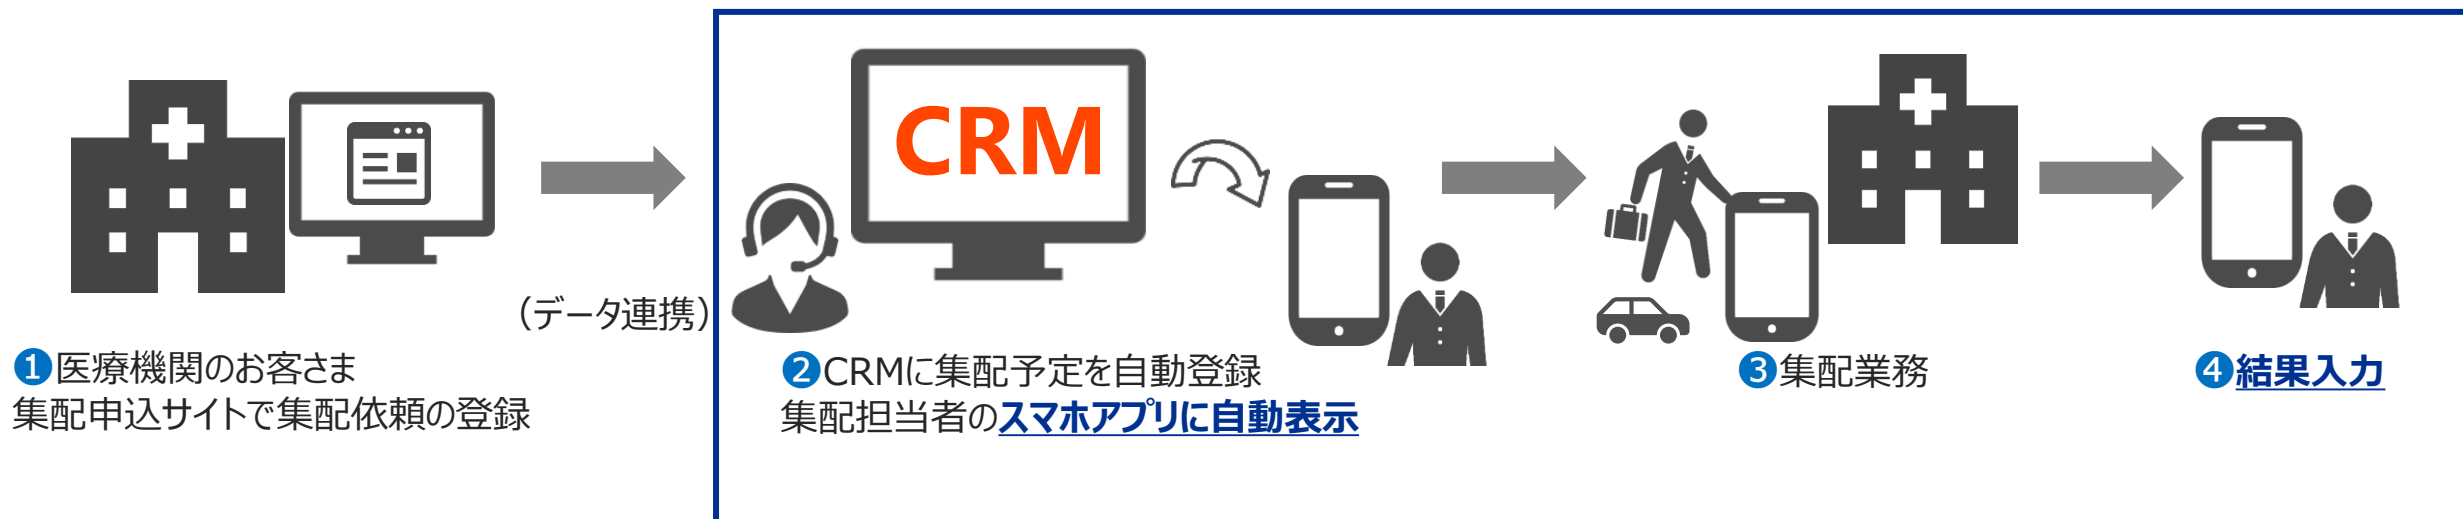 CRM
（データ連携）
❶医療機関のお客さま
集配申込サイトで集配依頼の登録
❷CRMに集配予定を自動登録
集配担当者のスマホアプリに自動表示
❸集配業務
❹結果入力